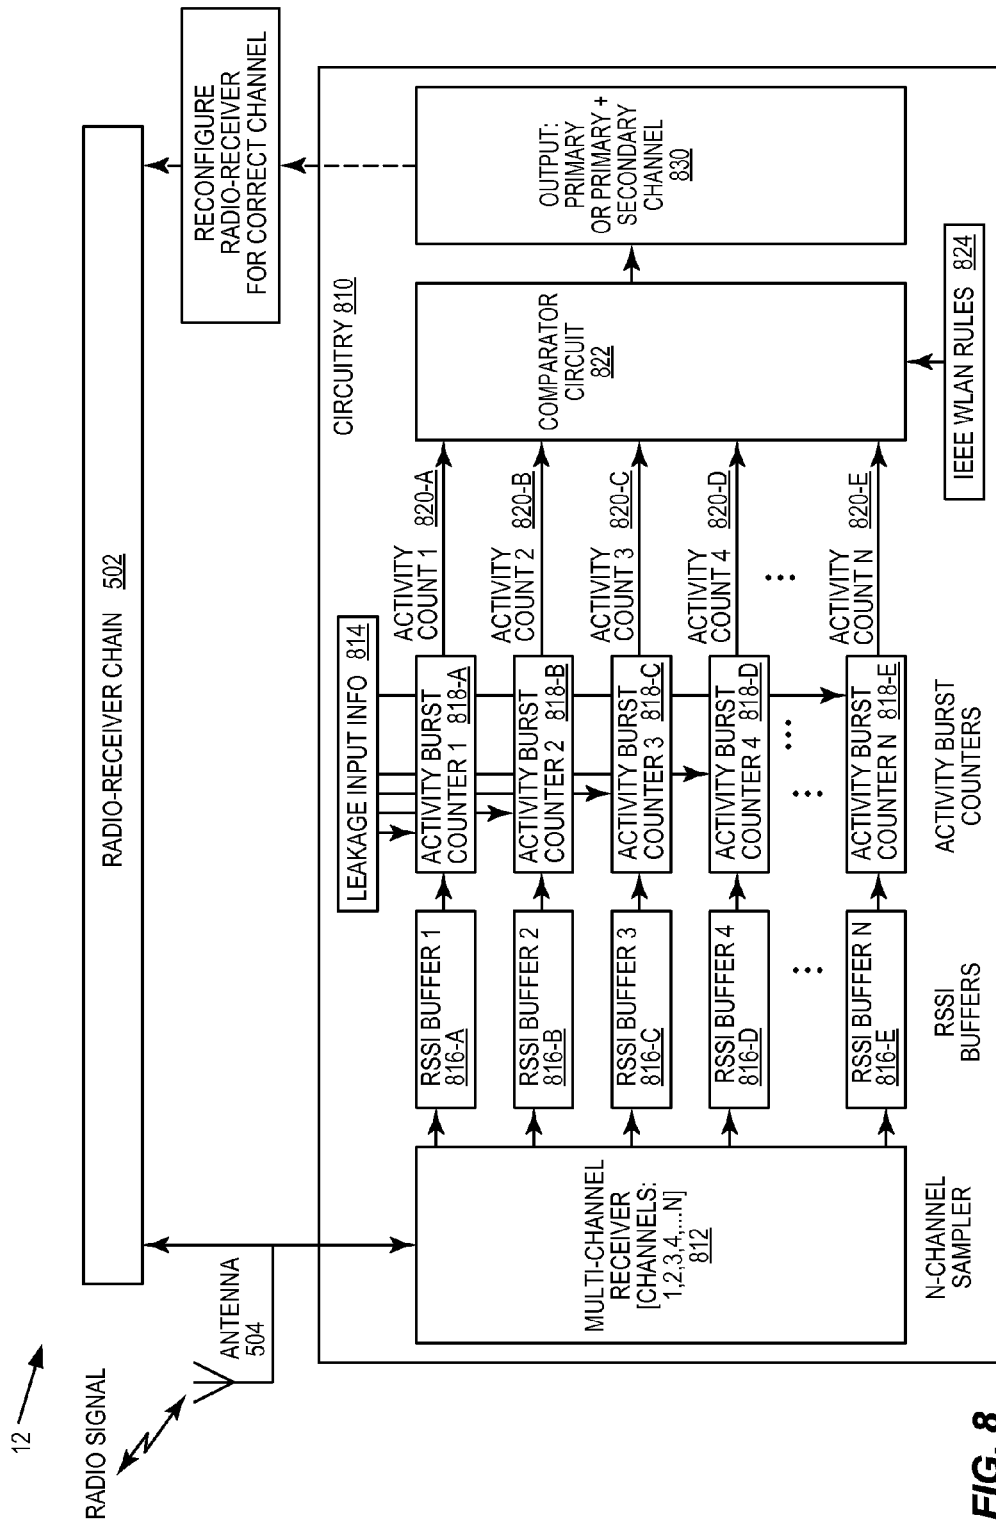 12
RADIO SIGNAL
ANTENNA
504
RADIO-RECEIVER CHAIN 502
RECONFIGURE
RADIO-RECEIVER
FOR CORRECT CHANNEL
CIRCUITRY 810
MULTI-CHANNEL
RECEIVER
[CHANNELS:
1,2,3,4,...N]
812
N-CHANNEL
SAMPLER
RSSI BUFFER 1
816-A
RSSI BUFFER 2
816-B
RSSI BUFFER 3
816-C
RSSI BUFFER 4
816-D
RSSI BUFFER N
816-E
RSSI
BUFFERS
LEAKAGE INPUT INFO 814
ACTIVITY BURST
COUNTER 1 818-A
ACTIVITY BURST
COUNTER 2 818-B
ACTIVITY BURST
COUNTER 3 818-C
ACTIVITY BURST
COUNTER 4 818-D
ACTIVITY BURST
COUNTER N 818-E
ACTIVITY BURST
COUNTERS
ACTIVITY
COUNT 1 820-A
ACTIVITY
COUNT 2 820-B
ACTIVITY
COUNT 3 820-C
ACTIVITY
COUNT 4 820-D
ACTIVITY
COUNT N 820-E
COMPARATOR
CIRCUIT
822
IEEE WLAN RULES 824
OUTPUT:
PRIMARY
OR PRIMARY +
SECONDARY
CHANNEL
830
FIG. 8